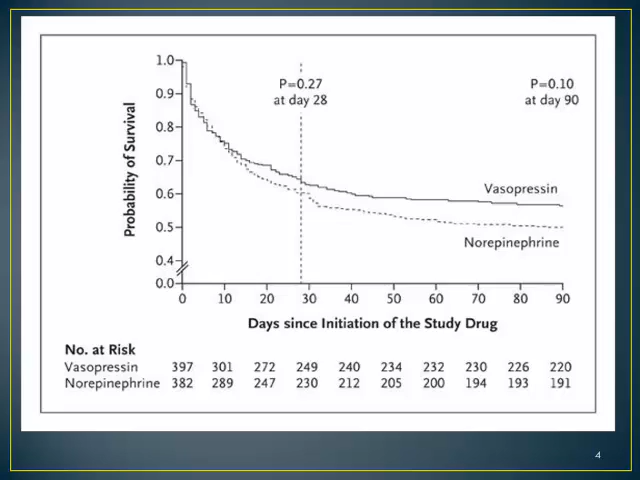 1.0
0.9
0.8
0.7
0.6
0.5
0.4
0.0
Probability of Survival
P=0.27
at day 28
P=0.10
at day 90
Vasopressin
Norepinephrine
0 10 20 30 40 50 60 70 80 90
Days since Initiation of the Study Drug
No. at Risk
Vasopressin 397 301 272 249 240 234 232 230 226 220
Norepinephrine 382 289 247 230 212 205 200 194 193 191
4